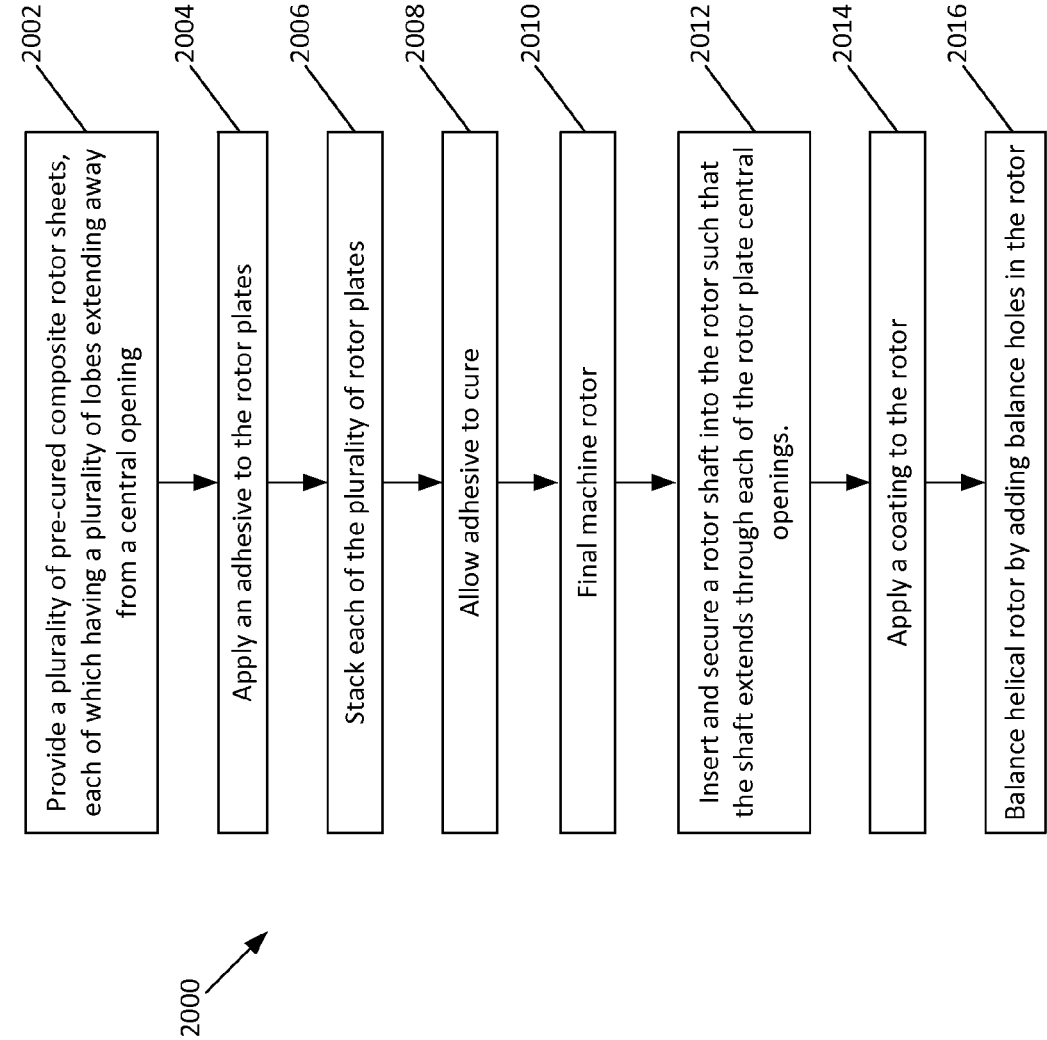 2000
Provide a plurality of pre-cured composite rotor sheets,
each of which having a plurality of lobes extending away
from a central opening
2002
Apply an adhesive to the rotor plates
2004
Stack each of the plurality of rotor plates
2006
Allow adhesive to cure
2008
Final machine rotor
2010
Insert and secure a rotor shaft into the rotor such that
the shaft extends through each of the rotor plate central
openings.
2012
Apply a coating to the rotor
2014
Balance helical rotor by adding balance holes in the rotor
2016